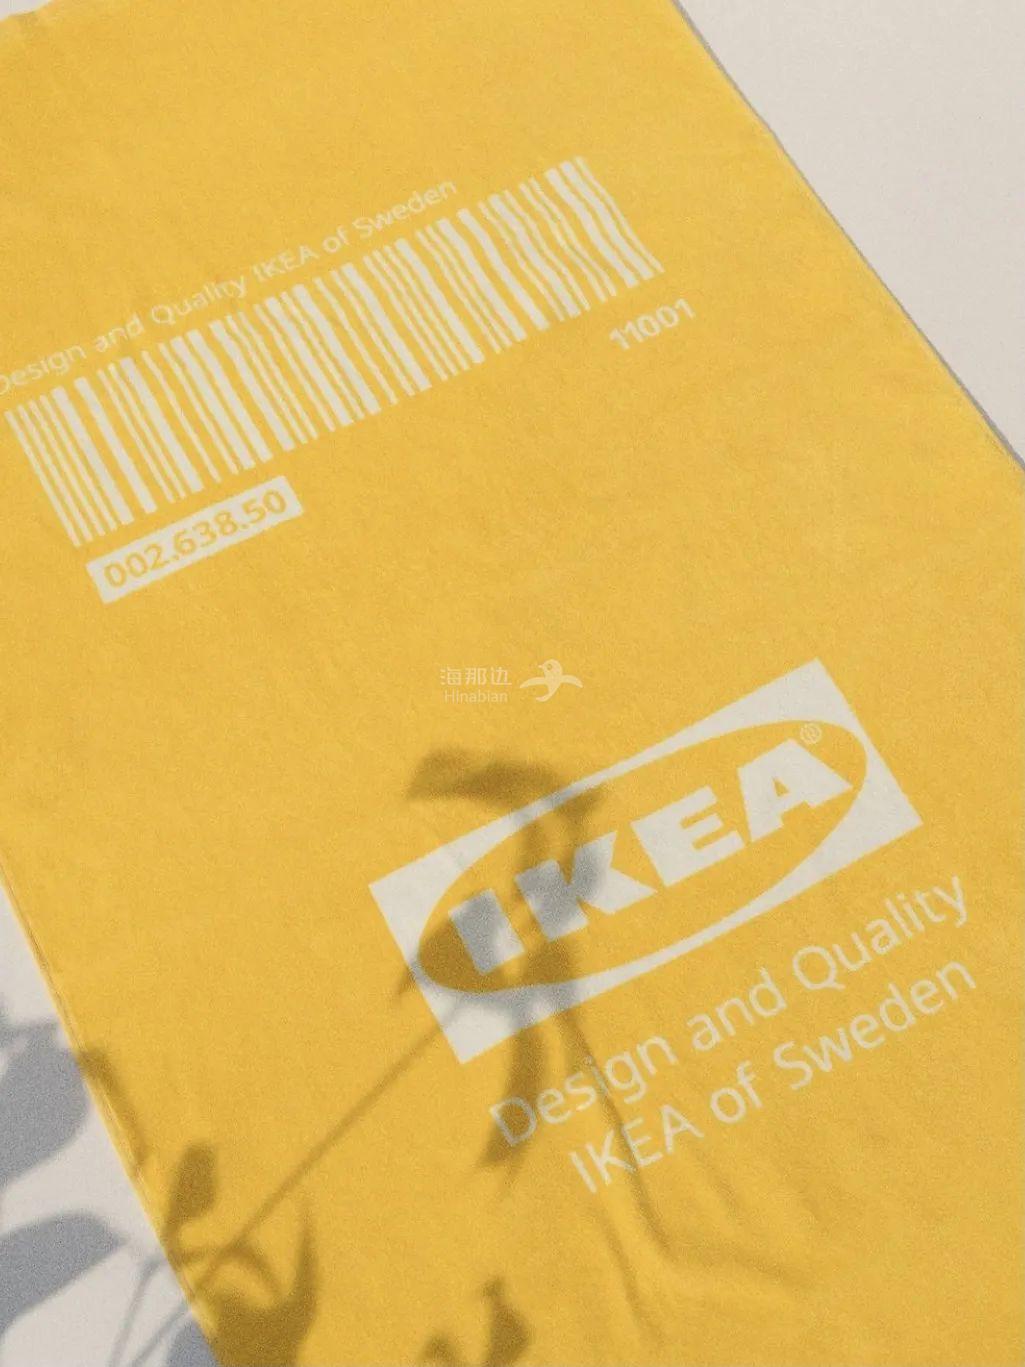 Design and Quality IKEA of Sweden
11001
002.638.50
海那边
Hinabian
IKEA®
Design and Quality
IKEA of Sweden